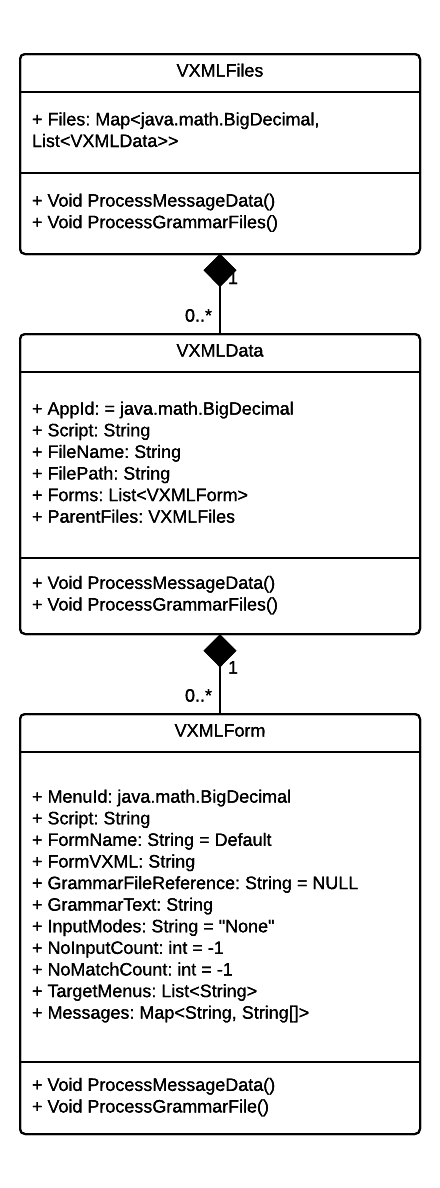 VXMLFiles
+ Files: Map<java.math.BigDecimal,
List<VXMLData>>
+ Void ProcessMessageData()
+ Void ProcessGrammarFiles()
1
0..*
VXMLData
+ AppId: = java.math.BigDecimal
+ Script: String
+ FileName: String
+ FilePath: String
+ Forms: List<VXMLForm>
+ ParentFiles: VXMLFiles
+ Void ProcessMessageData()
+ Void ProcessGrammarFiles()
1
0..*
VXMLForm
+ MenuId: java.math.BigDecimal
+ Script: String
+ FormName: String = Default
+ FormVXML: String
+ GrammarFileReference: String = NULL
+ GrammarText: String
+ InputModes: String = "None"
+ NoInputCount: int = -1
+ NoMatchCount: int = -1
+ TargetMenus: List<String>
+ Messages: Map<String, String[]>
+ Void ProcessMessageData()
+ Void ProcessGrammarFile()